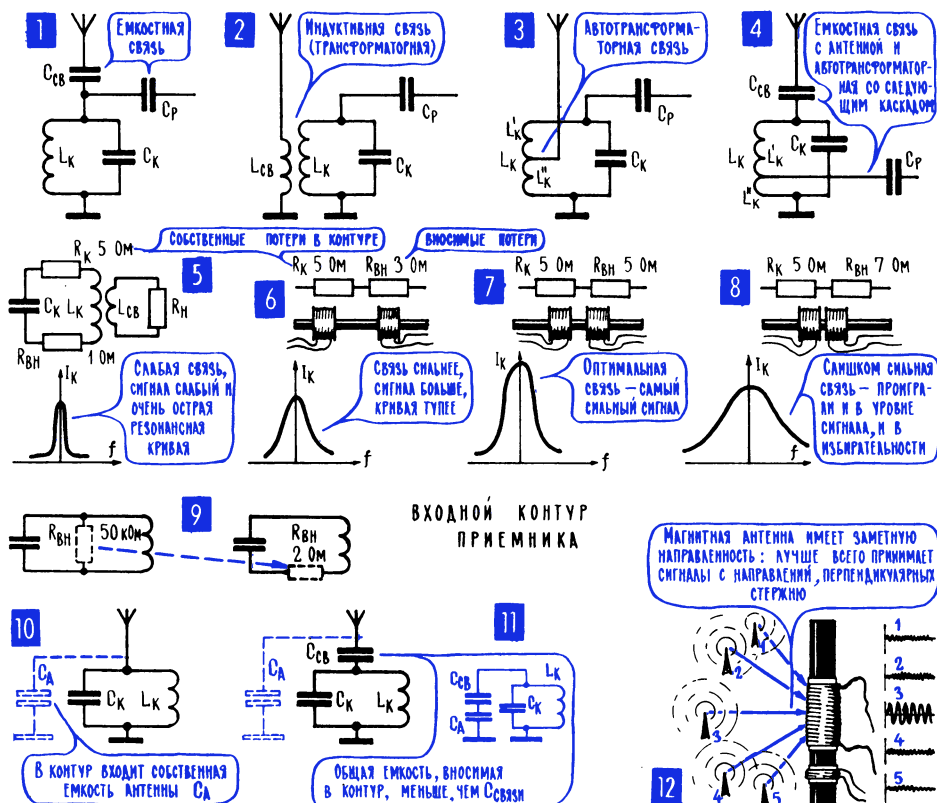 1
Емкостная
связь
Cсв
Cр
Lк
Cк
2
Индуктивная связь
(трансформаторная)
Cр
Lсв
Lк
Cк
3
Автотрансформа-
торная связь
Cр
L'к
Lк
L"к
Cк
4
Емкостная связь
с антенной и
автотрансформатор-
ная со следую-
щим каскадом
Cсв
Cк
Lк
L'к
L"к
Cр
5
Rк 5 Ом
Cк Lк
Lсв
Rн
Rвн
1 Ом
Собственные потери в контуре
Вносимые потери
Iк
f
Слабая связь,
сигнал слабый и
очень острая
резонансная
кривая
6
Rк 5 Ом Rвн 3 Ом
Iк
f
Связь сильнее,
сигнал больше,
кривая тупее
7
Rк 5 Ом Rвн 5 Ом
Iк
f
Оптимальная
связь – самый
сильный сигнал
8
Rк 5 Ом Rвн 7 Ом
Iк
f
Слишком сильная
связь – проигра-
ли и в уровне
сигнала, и в
избирательности
9
Rвн
50 кОм
Rвн
2 Ом
ВХОДНОЙ КОНТУР
ПРИЕМНИКА
10
CА
Cк
Lк
В контур входит собственная
емкость антенны CА
11
CА
Cсв
Cк
Lк
Cсв
CА
Cк
Lк
Общая емкость, вносимая
в контур, меньше, чем Cсвязи
12
Магнитная антенна имеет заметную
направленность: лучше всего принимает
сигналы с направлений, перпендикулярных
стержню
1
2
3
4
5
1
2
3
4
5